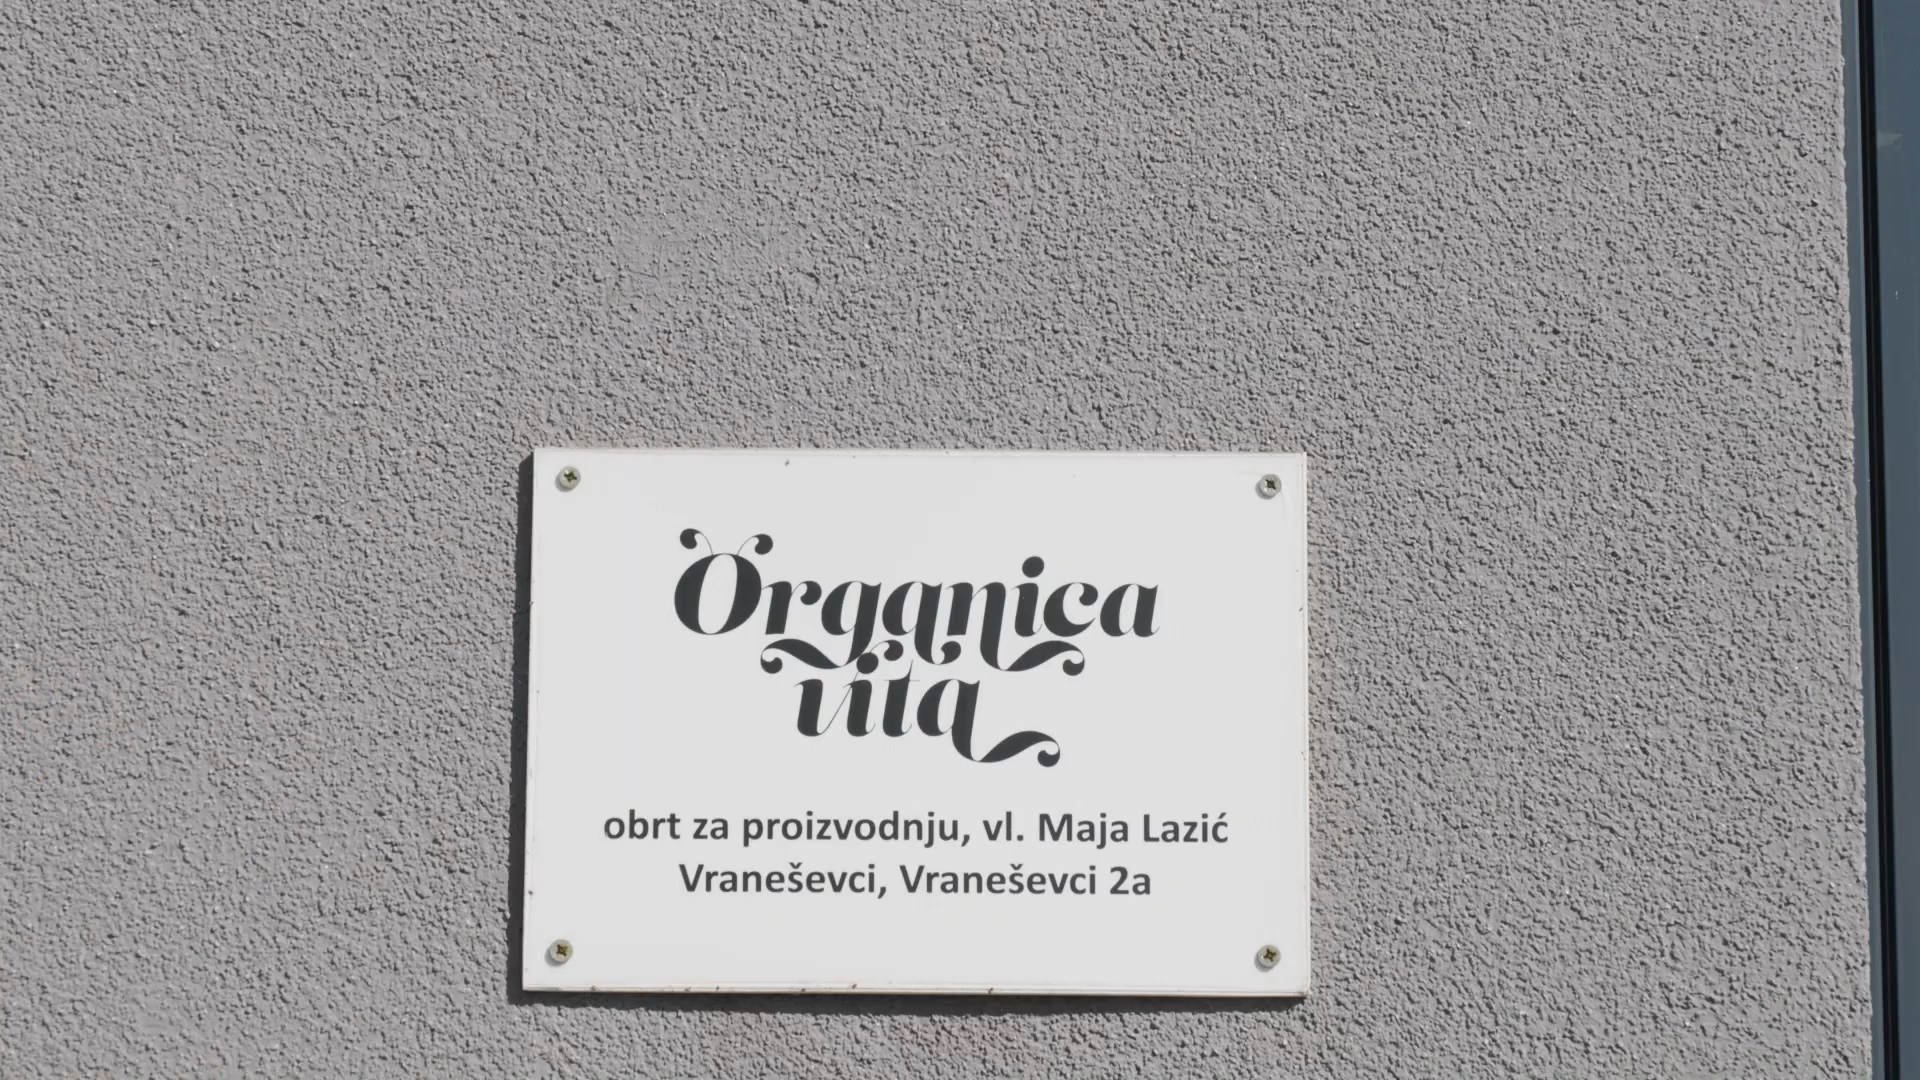 Organica
vita
obrt za proizvodnju, vl. Maja Lazić
Vraneševci, Vraneševci 2a